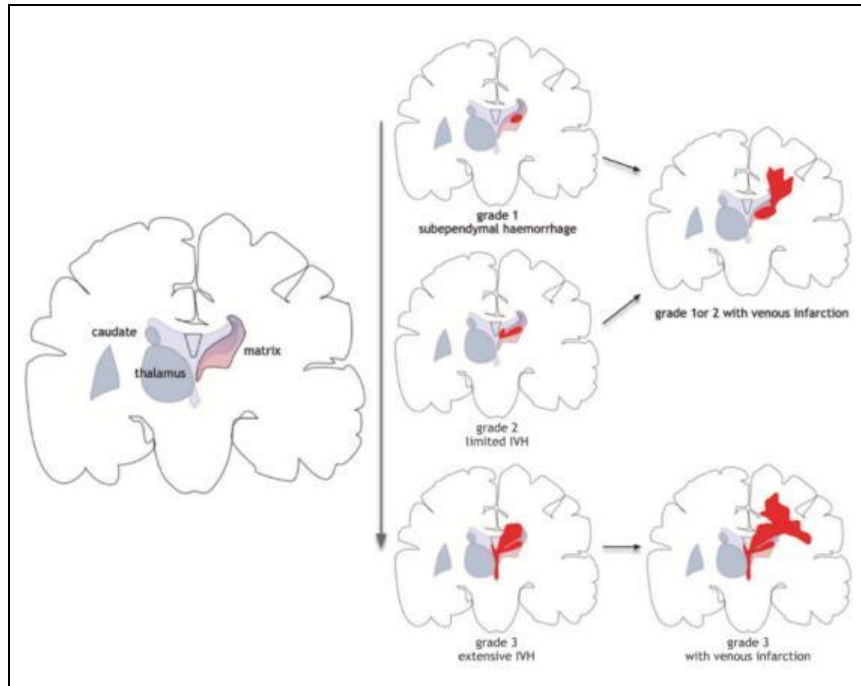 caudate
thalamus
matrix
grade 1
subependymal haemorrhage
grade 2
limited IVH
grade 1or 2 with venous infarction
grade 3
extensive IVH
grade 3
with venous infarction